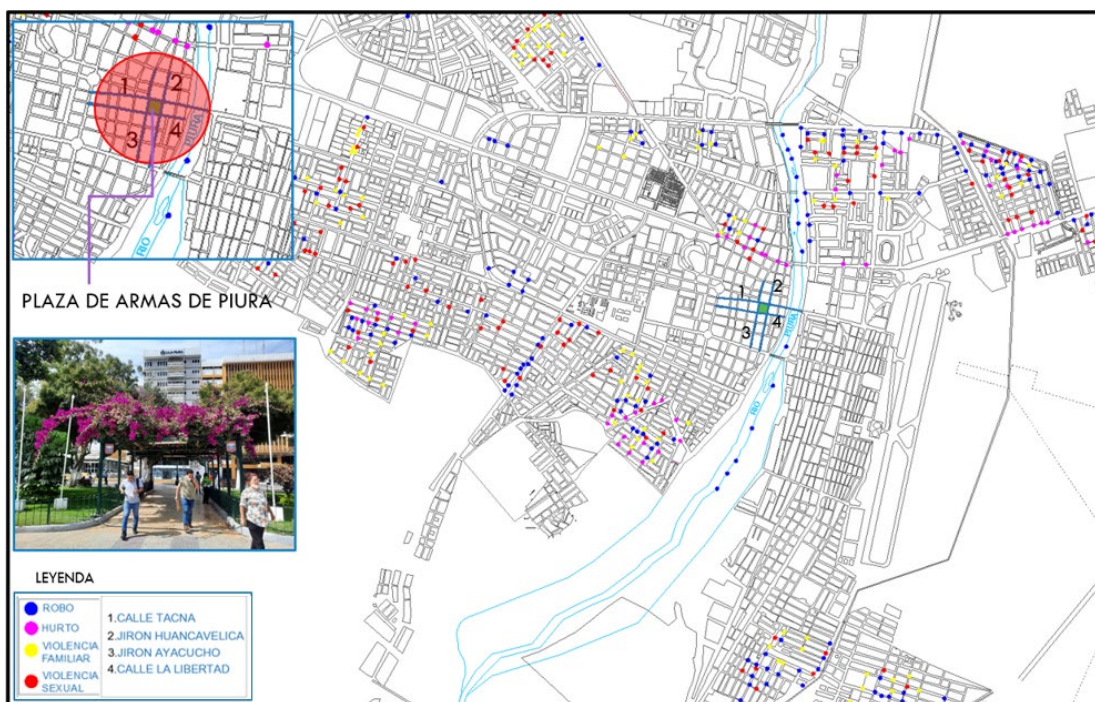 1
2
3
4
PIURA
RIO
PLAZA DE ARMAS DE PIURA
1
2
3
4
PIURA
RIO
LEYENDA
ROBO
HURTO
VIOLENCIA
FAMILIAR
VIOLENCIA
SEXUAL
1.CALLE TACNA
2.JIRON HUANCAVELICA
3.JIRON AYACUCHO
4.CALLE LA LIBERTAD